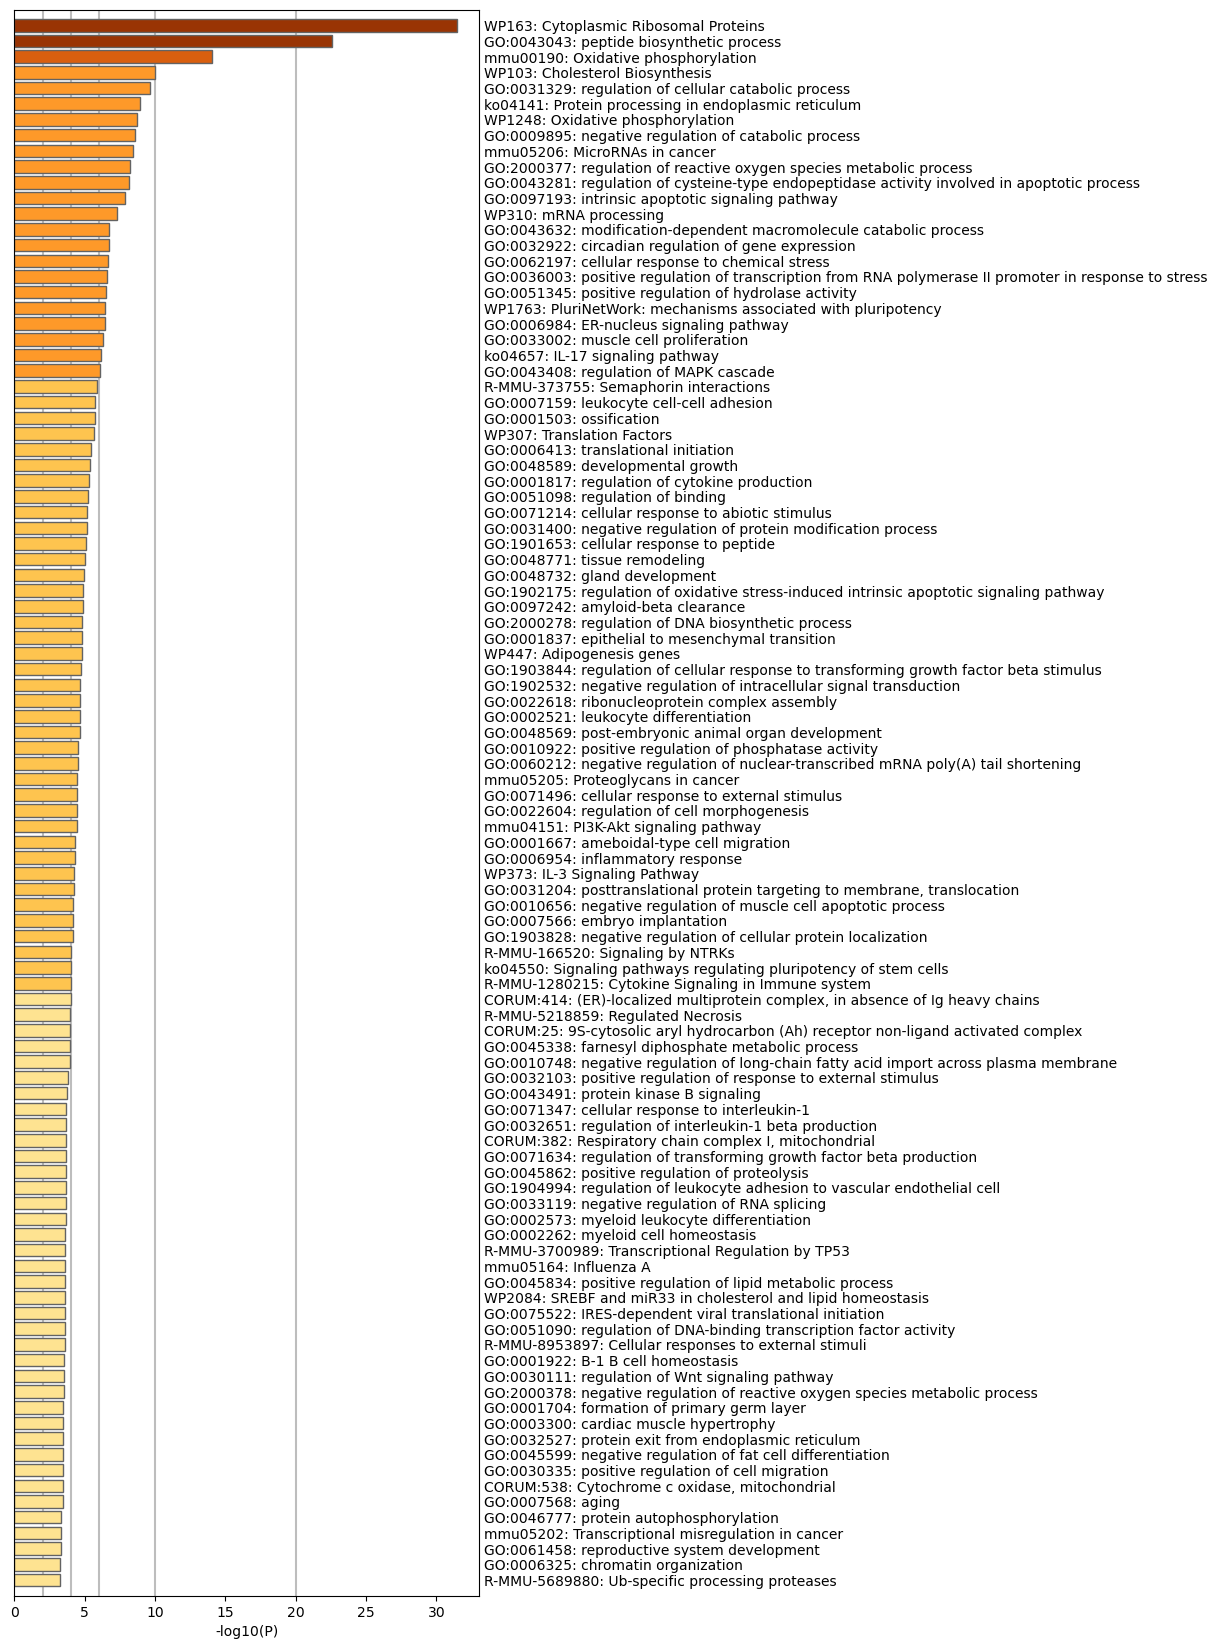 WP163: Cytoplasmic Ribosomal Proteins
GO:0043043: peptide biosynthetic process
mmu00190: Oxidative phosphorylation
WP103: Cholesterol Biosynthesis
GO:0031329: regulation of cellular catabolic process
ko04141: Protein processing in endoplasmic reticulum
WP1248: Oxidative phosphorylation
GO:0009895: negative regulation of catabolic process
mmu05206: MicroRNAs in cancer
GO:2000377: regulation of reactive oxygen species metabolic process
GO:0043281: regulation of cysteine-type endopeptidase activity involved in apoptotic process
GO:0097193: intrinsic apoptotic signaling pathway
WP310: mRNA processing
GO:0043632: modification-dependent macromolecule catabolic process
GO:0032922: circadian regulation of gene expression
GO:0062197: cellular response to chemical stress
GO:0036003: positive regulation of transcription from RNA polymerase II promoter in response to stress
GO:0051345: positive regulation of hydrolase activity
WP1763: PluriNetWork: mechanisms associated with pluripotency
GO:0006984: ER-nucleus signaling pathway
GO:0033002: muscle cell proliferation
ko04657: IL-17 signaling pathway
GO:0043408: regulation of MAPK cascade
R-MMU-373755: Semaphorin interactions
GO:0007159: leukocyte cell-cell adhesion
GO:0001503: ossification
WP307: Translation Factors
GO:0006413: translational initiation
GO:0048589: developmental growth
GO:0001817: regulation of cytokine production
GO:0051098: regulation of binding
GO:0071214: cellular response to abiotic stimulus
GO:0031400: negative regulation of protein modification process
GO:1901653: cellular response to peptide
GO:0048771: tissue remodeling
GO:0048732: gland development
GO:1902175: regulation of oxidative stress-induced intrinsic apoptotic signaling pathway
GO:0097242: amyloid-beta clearance
GO:2000278: regulation of DNA biosynthetic process
GO:0001837: epithelial to mesenchymal transition
WP447: Adipogenesis genes
GO:1903844: regulation of cellular response to transforming growth factor beta stimulus
GO:1902532: negative regulation of intracellular signal transduction
GO:0022618: ribonucleoprotein complex assembly
GO:0002521: leukocyte differentiation
GO:0048569: post-embryonic animal organ development
GO:0010922: positive regulation of phosphatase activity
GO:0060212: negative regulation of nuclear-transcribed mRNA poly(A) tail shortening
mmu05205: Proteoglycans in cancer
GO:0071496: cellular response to external stimulus
GO:0022604: regulation of cell morphogenesis
mmu04151: PI3K-Akt signaling pathway
GO:0001667: ameboidal-type cell migration
GO:0006954: inflammatory response
WP373: IL-3 Signaling Pathway
GO:0031204: posttranslational protein targeting to membrane, translocation
GO:0010656: negative regulation of muscle cell apoptotic process
GO:0007566: embryo implantation
GO:1903828: negative regulation of cellular protein localization
R-MMU-166520: Signaling by NTRKs
ko04550: Signaling pathways regulating pluripotency of stem cells
R-MMU-1280215: Cytokine Signaling in Immune system
CORUM:414: (ER)-localized multiprotein complex, in absence of Ig heavy chains
R-MMU-5218859: Regulated Necrosis
CORUM:25: 9S-cytosolic aryl hydrocarbon (Ah) receptor non-ligand activated complex
GO:0045338: farnesyl diphosphate metabolic process
GO:0010748: negative regulation of long-chain fatty acid import across plasma membrane
GO:0032103: positive regulation of response to external stimulus
GO:0043491: protein kinase B signaling
GO:0071347: cellular response to interleukin-1
GO:0032651: regulation of interleukin-1 beta production
CORUM:382: Respiratory chain complex I, mitochondrial
GO:0071634: regulation of transforming growth factor beta production
GO:0045862: positive regulation of proteolysis
GO:1904994: regulation of leukocyte adhesion to vascular endothelial cell
GO:0033119: negative regulation of RNA splicing
GO:0002573: myeloid leukocyte differentiation
GO:0002262: myeloid cell homeostasis
R-MMU-3700989: Transcriptional Regulation by TP53
mmu05164: Influenza A
GO:0045834: positive regulation of lipid metabolic process
WP2084: SREBF and miR33 in cholesterol and lipid homeostasis
GO:0075522: IRES-dependent viral translational initiation
GO:0051090: regulation of DNA-binding transcription factor activity
R-MMU-8953897: Cellular responses to external stimuli
GO:0001922: B-1 B cell homeostasis
GO:0030111: regulation of Wnt signaling pathway
GO:2000378: negative regulation of reactive oxygen species metabolic process
GO:0001704: formation of primary germ layer
GO:0003300: cardiac muscle hypertrophy
GO:0032527: protein exit from endoplasmic reticulum
GO:0045599: negative regulation of fat cell differentiation
GO:0030335: positive regulation of cell migration
CORUM:538: Cytochrome c oxidase, mitochondrial
GO:0007568: aging
GO:0046777: protein autophosphorylation
mmu05202: Transcriptional misregulation in cancer
GO:0061458: reproductive system development
GO:0006325: chromatin organization
R-MMU-5689880: Ub-specific processing proteases
0 5 10 15 20 25 30
-log10(P)